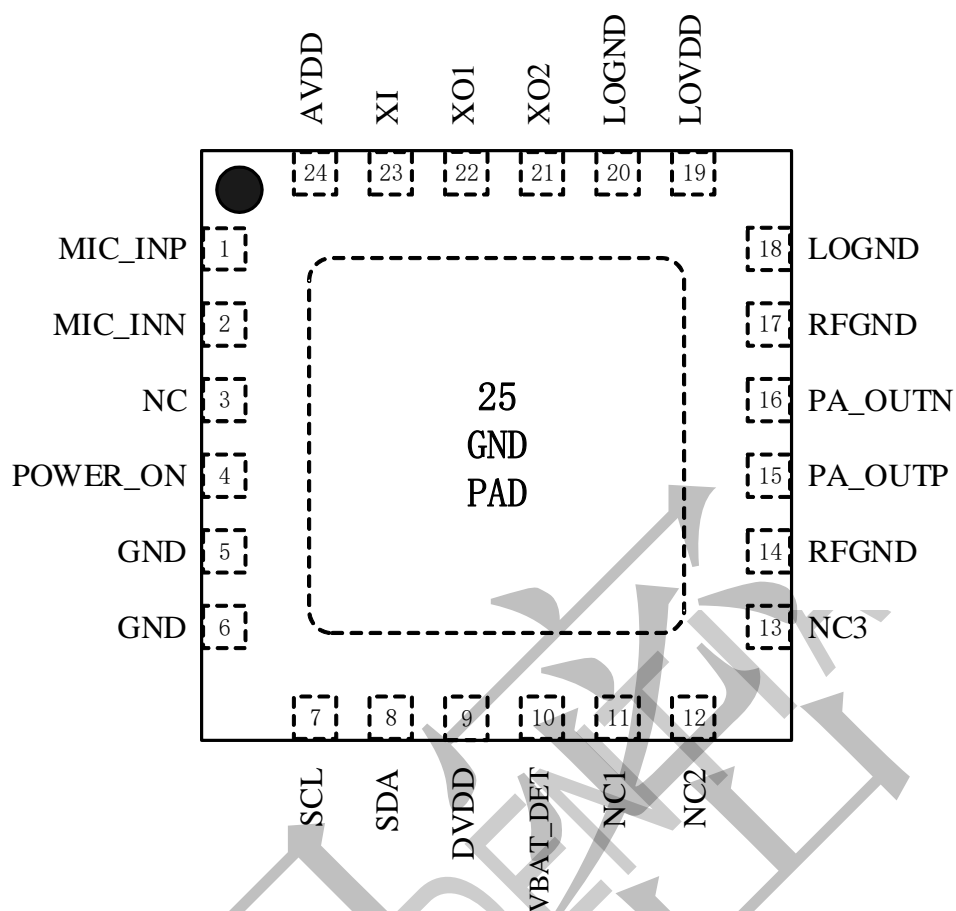 AVDD XI XO1 XO2 LOGND LOVDD
24 23 22 21 20 19
MIC_INP 1 18 LOGND
MIC_INN 2 17 RFGND
NC 3 25 16 PA_OUTN
GND
POWER_ON 4 PAD 15 PA_OUTP
GND 5 14 RFGND
GND 6 13 NC3
7 8 9 10 11 12
SCL SDA DVDD VBAT_DET NC1 NC2